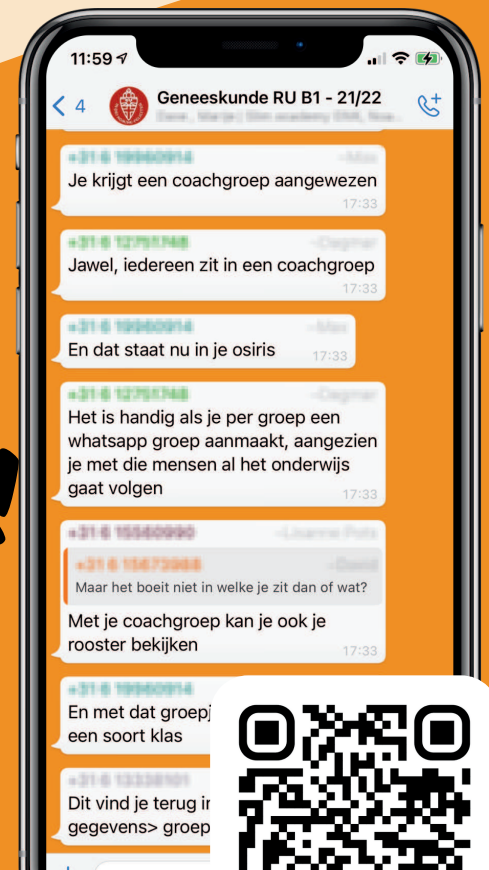 11:59
4
Geneeskunde RU B1 - 21/22
Je krijgt een coachgroep aangewezen
17:33
Jawel, iedereen zit in een coachgroep
17:33
En dat staat nu in je osiris
17:33
Het is handig als je per groep een
whatsapp groep aanmaakt, aangezien
je met die mensen al het onderwijs
gaat volgen
17:33
Maar het boeit niet in welke je zit dan of wat?
Met je coachgroep kan je ook je
rooster bekijken
17:33
En met dat
een soort klas
Dit vind je terug
gegevens> groep